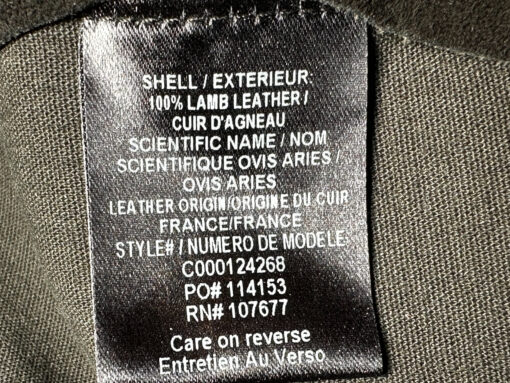 SHELL / EXTERIEUR:
100% LAMB LEATHER /
CUIR D'AGNEAU
SCIENTIFIC NAME / NOM
SCIENTIFIQUE OVIS ARIES /
OVIS ARIES
LEATHER ORIGIN/ORIGINE DU CUIR
FRANCE/FRANCE
STYLE# / NUMERO DE MODELE:
C000124268
PO# 114153
RN# 107677
Care on reverse
Entretien Au Verso